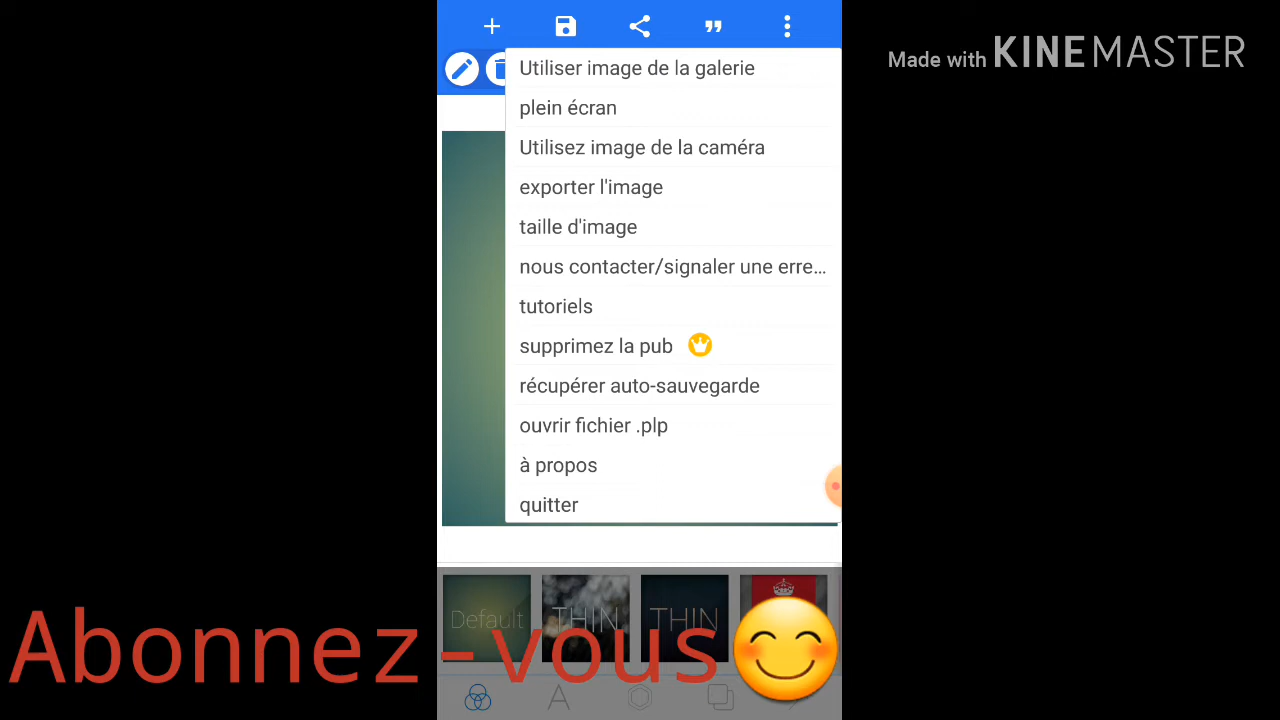 Made with KINEMASTER
Utiliser image de la galerie
plein écran
Utilisez image de la caméra
exporter l'image
taille d'image
nous contacter/signaler une erre...
tutoriels
supprimez la pub
récupérer auto-sauvegarde
ouvrir fichier .plp
à propos
quitter
Default
THIN
THIN
Abonnez-vous
A